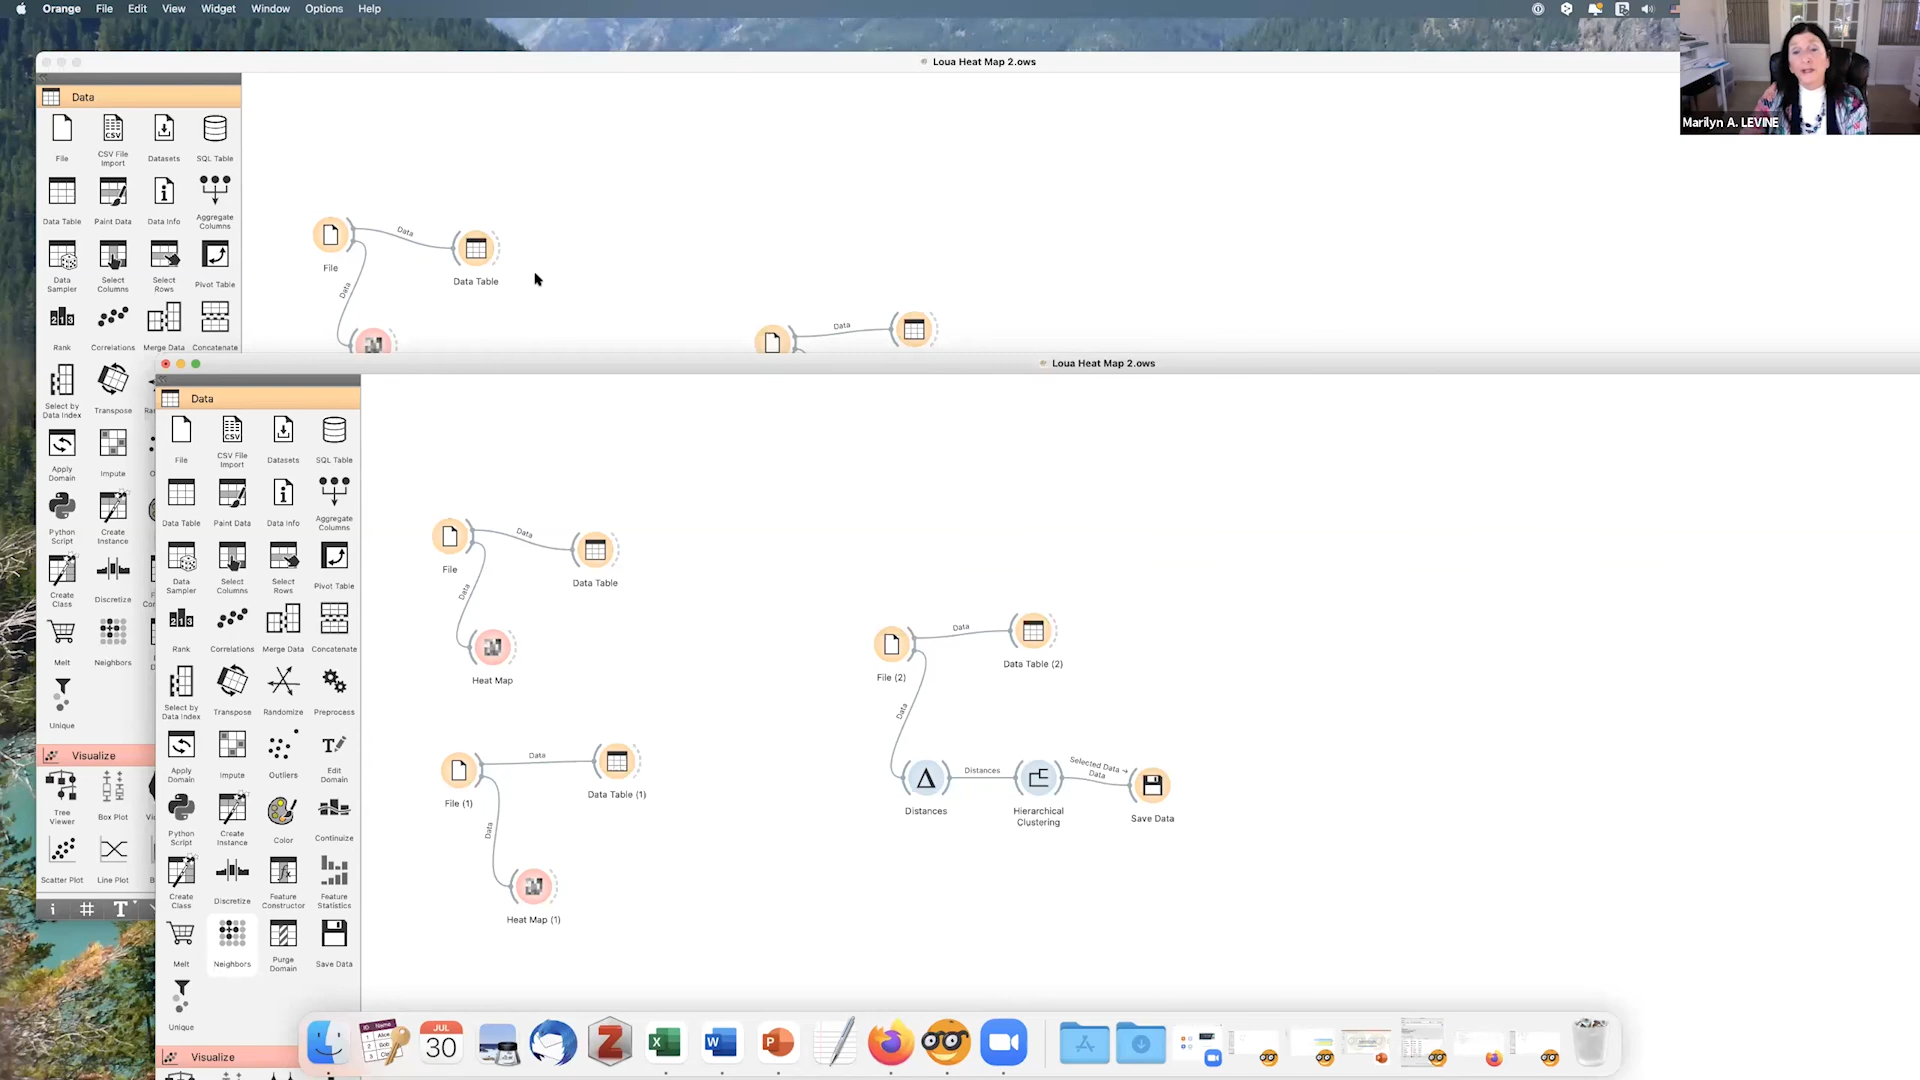 Orange File Edit View Widget Window Options Help
Loua Heat Map 2.ows
Marilyn A. LEVINE
Data
File
CSV File
Import
Datasets
SQL Table
Data Table
Paint Data
Data Info
Aggregate
Columns
Data
Sampler
Select
Columns
Select
Rows
Pivot Table
Rank
Correlations
Merge Data
Concatenate
Select by
Data Index
Transpose
Apply
Domain
Impute
Python
Script
Create
Instance
Create
Class
Discretize
Melt
Neighbors
Unique
Visualize
Tree
Viewer
Box Plot
Scatter Plot
Line Plot
File
Data
Data Table
Data
Data
Loua Heat Map 2.ows
Data
File
CSV File
Import
Datasets
SQL Table
Data Table
Paint Data
Data Info
Aggregate
Columns
Data
Sampler
Select
Columns
Select
Rows
Pivot Table
Rank
Correlations
Merge Data
Concatenate
Select by
Data Index
Transpose
Randomize
Preprocess
Apply
Domain
Impute
Outliers
Edit
Domain
Python
Script
Create
Instance
Color
Continuize
Create
Class
Discretize
Feature
Constructor
Feature
Statistics
Melt
Neighbors
Purge
Domain
Save Data
Unique
Visualize
File
Data
Data Table
Data
Heat Map
File (1)
Data
Data Table (1)
Data
Heat Map (1)
File (2)
Data
Data Table (2)
Data
Distances
Distances
Hierarchical
Clustering
Selected Data →
Data
Save Data
JUL
30